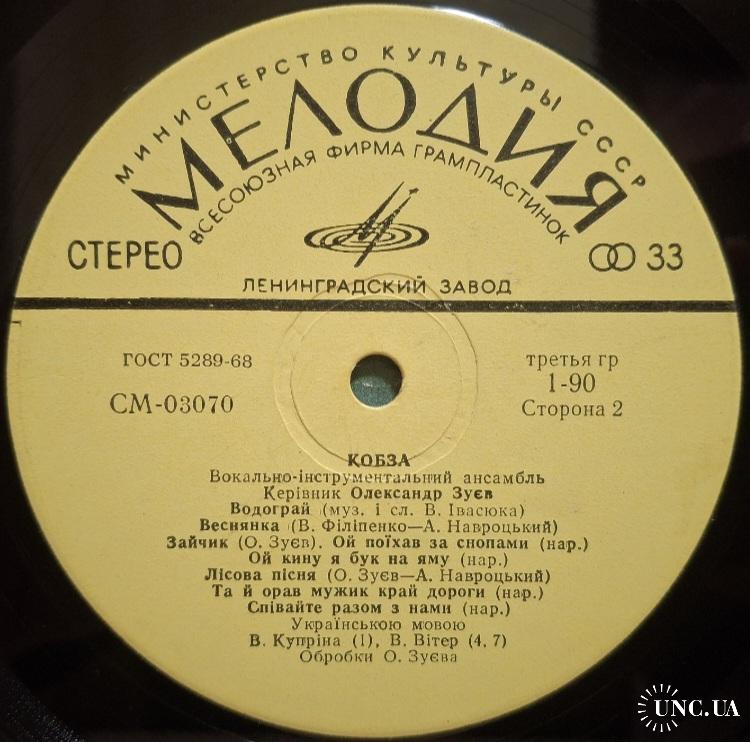 МИНИСТЕРСТВО КУЛЬТУРЫ СССР
МЕЛОДИЯ
ВСЕСОЮЗНАЯ ФИРМА ГРАМПЛАСТИНОК
СТЕРЕО
33
ЛЕНИНГРАДСКИЙ ЗАВОД
ГОСТ 5289-68
третья гр
СМ-03070
1-90
Сторона 2
КОБЗА
Вокально-інструментальний ансамбль
Керівник Олександр Зуєв
Водограй (муз. і сл. В. Івасюка)
Веснянка (В. Філіпенко—А. Навроцький)
Зайчик (О. Зуєв). Ой поїхав за снопами (нар.)
Ой кину я бук на яму (нар.)
Лісова пісня (О. Зуєв—А. Навроцький)
Та й орав мужик край дороги (нар.)
Співайте разом з нами (нар.)
Українською мовою
В. Купріна (1), В. Вітер (4, 7)
Обробки О. Зуєва
UNC.UA